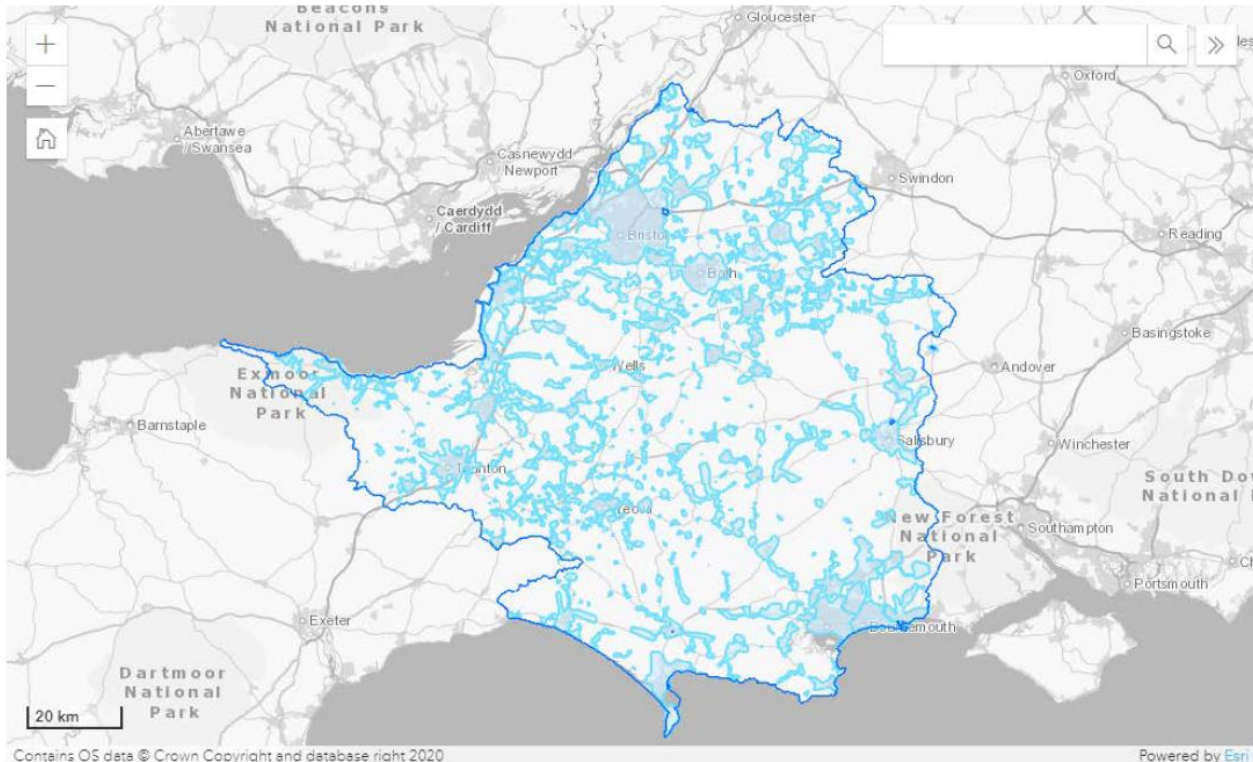 Beacons
National Park
Gloucester
Oxford
Abertawe
/ Swansea
Casnewydd
/ Newport
Swindon
Caerdydd
/ Cardiff
Bristol
Reading
Bath
Basingstoke
Wells
Andover
Exmoor
National
Park
Barnstaple
Salisbury
Winchester
Taunton
South Do
National
Yeovil
New Forest
National
Park
Southampton
Portsmouth
Ch
Exeter
Bournemouth
Dartmoor
National
Park
20 km
Contains OS data © Crown Copyright and database right 2020
Powered by Esri